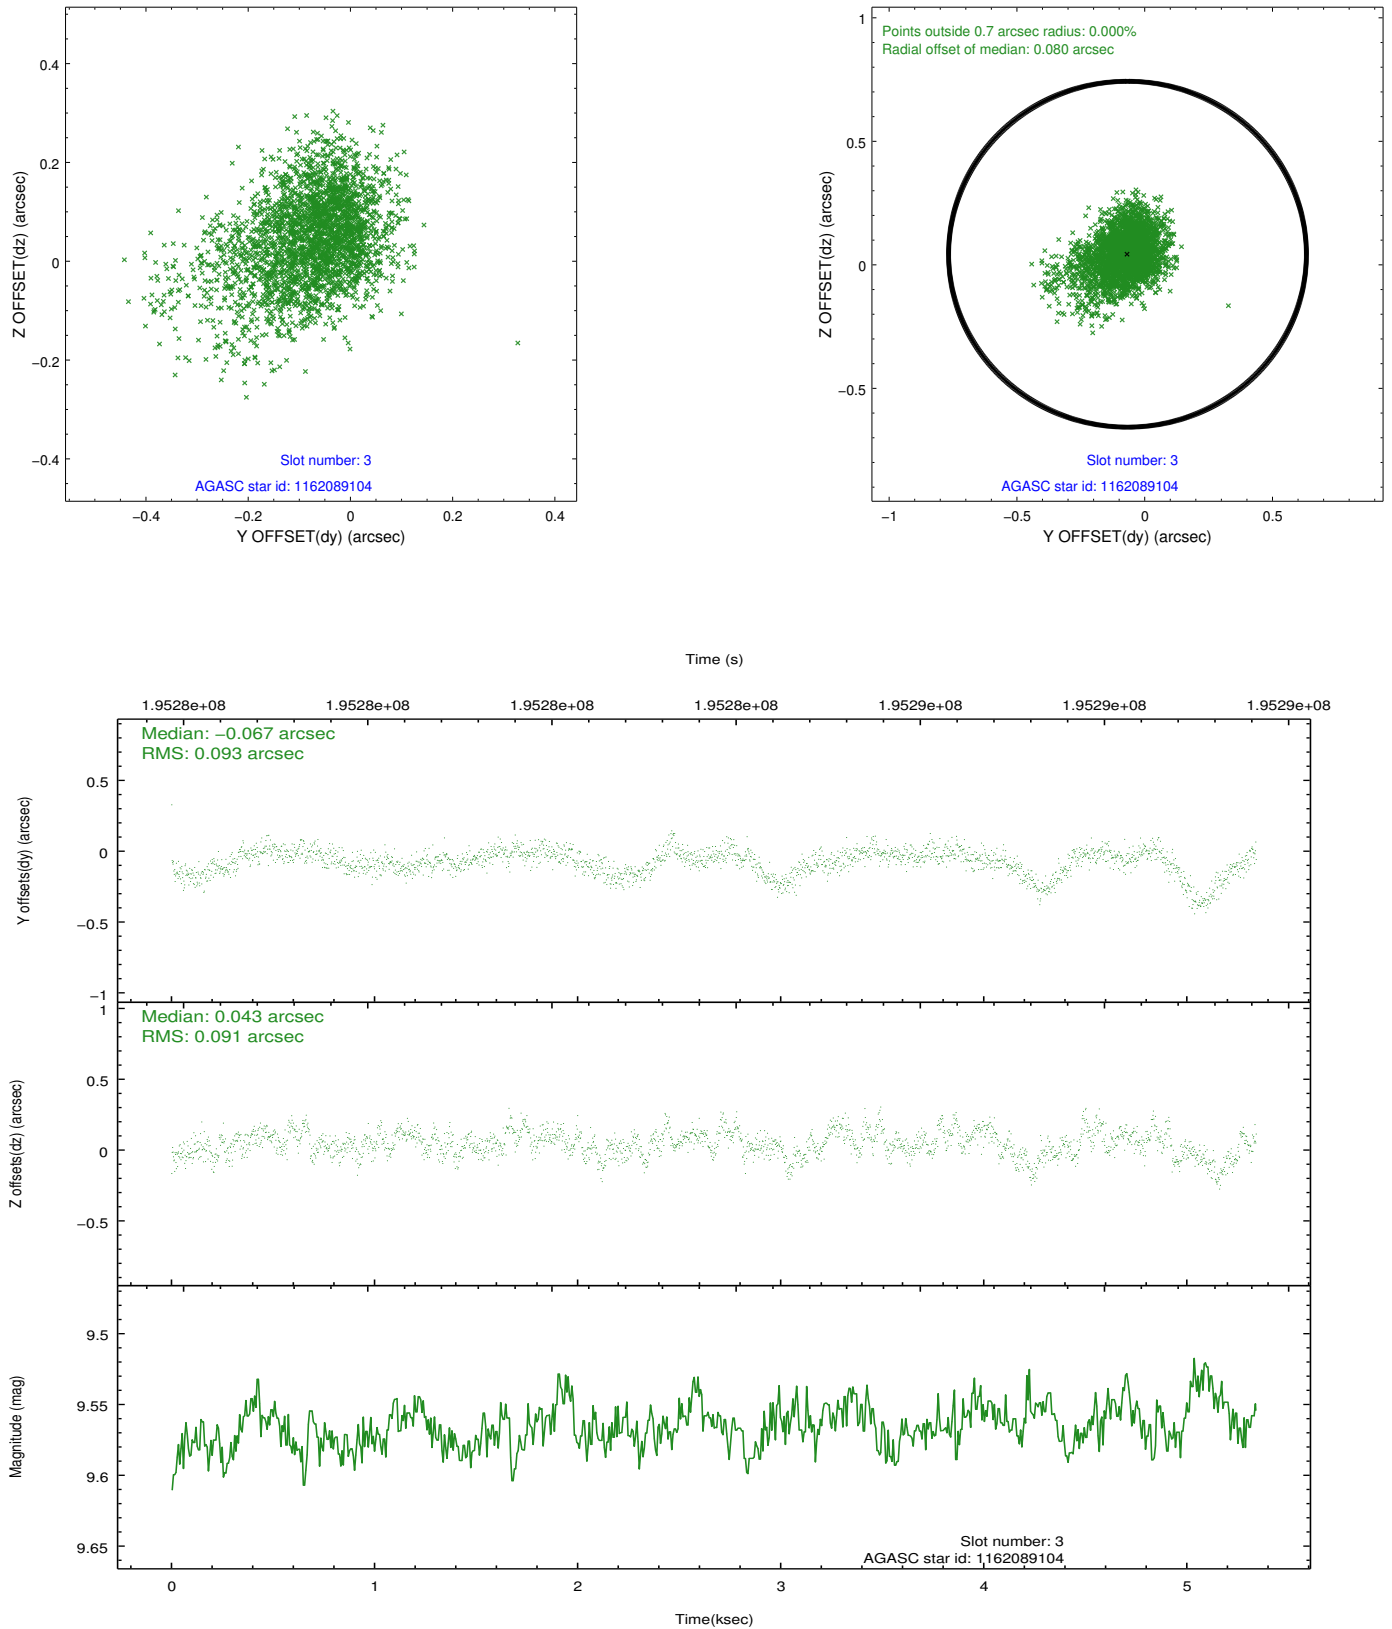 0.4
0.2
0
−0.2
−0.4
Z OFFSET(dz) (arcsec)
Slot number: 3
AGASC star id: 1162089104
−0.4 −0.2 0 0.2 0.4
Y OFFSET(dy) (arcsec)
Points outside 0.7 arcsec radius: 0.000%
Radial offset of median: 0.080 arcsec
1
0.5
0
−0.5
Z OFFSET(dz) (arcsec)
Slot number: 3
AGASC star id: 1162089104
−1 −0.5 0 0.5
Y OFFSET(dy) (arcsec)
Time (s)
1.9528e+08 1.9528e+08 1.9528e+08 1.9528e+08 1.9529e+08 1.9529e+08 1.9529e+08
Median: −0.067 arcsec
RMS: 0.093 arcsec
0.5
0
−0.5
−1
Y offsets(dy) (arcsec)
Median: 0.043 arcsec
RMS: 0.091 arcsec
1
0.5
0
−0.5
Z offsets(dz) (arcsec)
9.5
9.55
9.6
9.65
Magnitude (mag)
Slot number: 3
AGASC star id: 1162089104
0 1 2 3 4 5
Time(ksec)